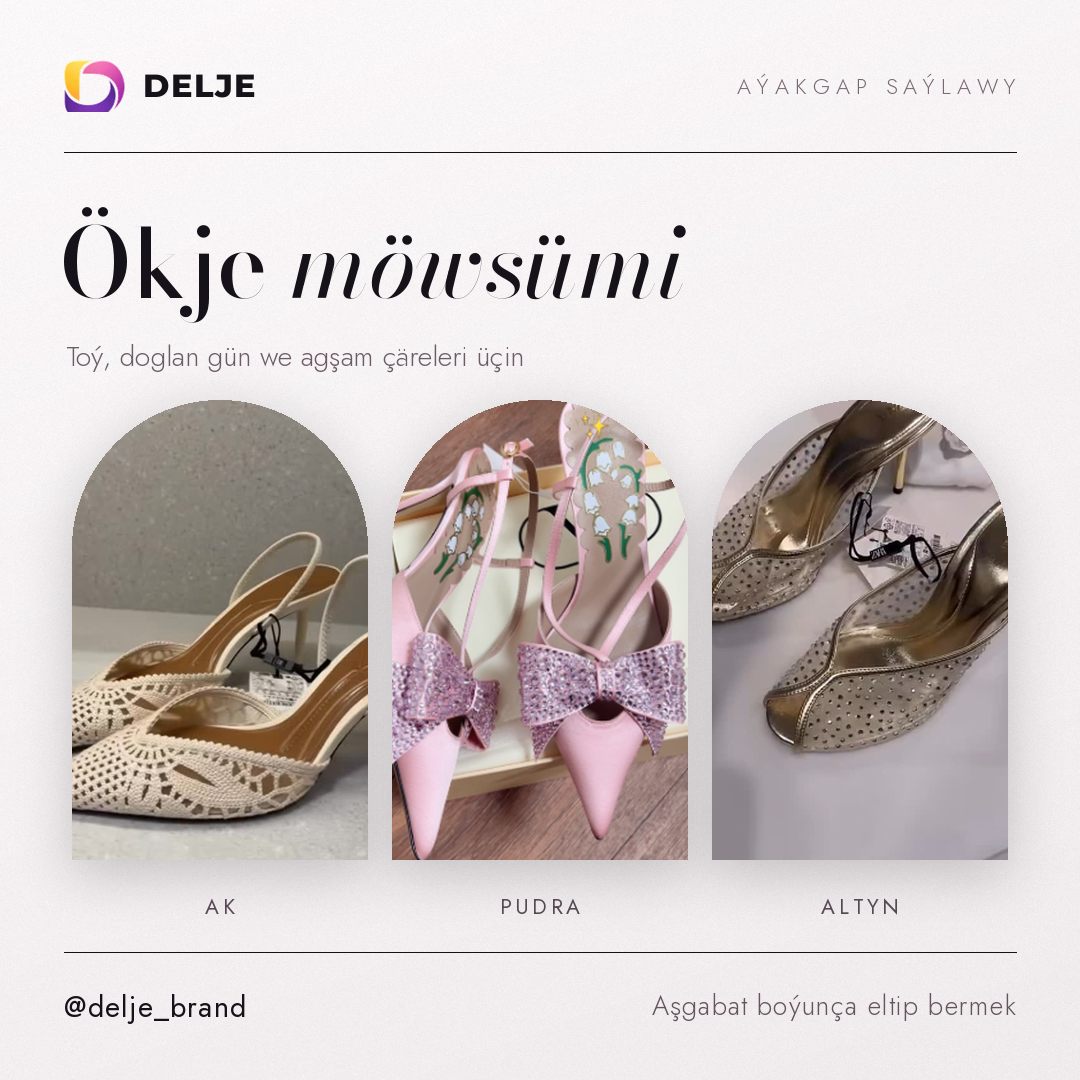 DELJE
AÝAKGAP SAÝLAWY
Ökje möwsümi
Toý, doglan gün we agşam çäreleri üçin
AK
PUDRA
ALTYN
@delje_brand
Aşgabat boýunça eltip bermek